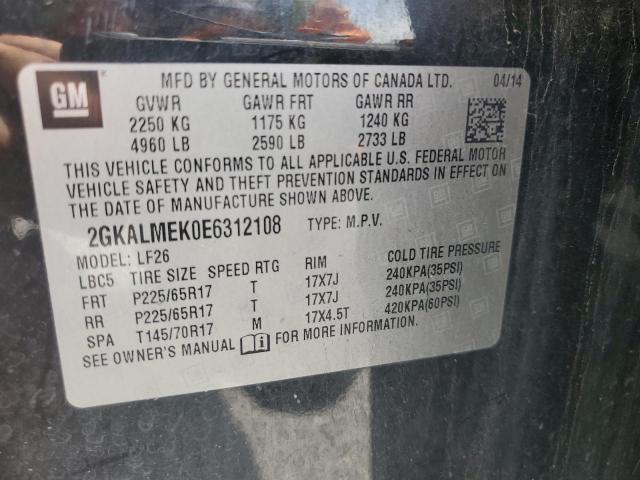 GM
MFD BY GENERAL MOTORS OF CANADA LTD. 04/14
GVWR GAWR FRT GAWR RR
2250 KG 1175 KG 1240 KG
4960 LB 2590 LB 2733 LB
THIS VEHICLE CONFORMS TO ALL APPLICABLE U.S. FEDERAL MOTOR
VEHICLE SAFETY AND THEFT PREVENTION STANDARDS IN EFFECT ON
THE DATE OF MANUFACTURE SHOWN ABOVE.
2GKALMEK0E6312108 TYPE: M.P.V.
MODEL: LF26
LBC5 TIRE SIZE SPEED RTG RIM COLD TIRE PRESSURE
FRT P225/65R17 T 17X7J 240KPA(35PSI)
RR P225/65R17 T 17X7J 240KPA(35PSI)
SPA T145/70R17 M 17X4.5T 420KPA(60PSI)
SEE OWNER'S MANUAL FOR MORE INFORMATION.